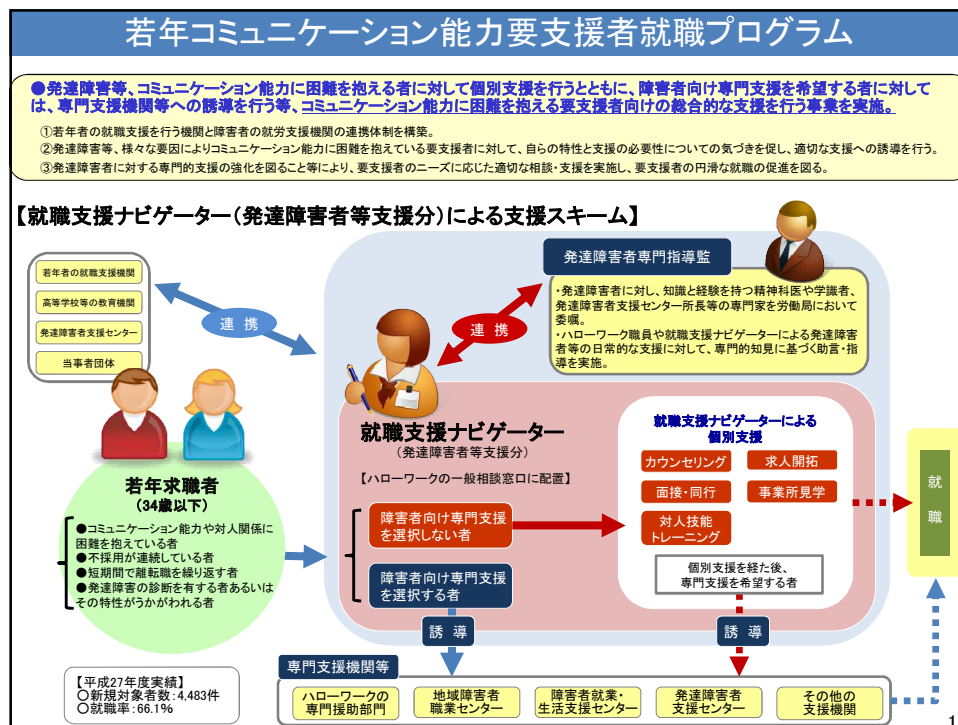 若年コミュニケーション能力要支援者就職プログラム
●発達障害等、コミュニケーション能力に困難を抱える者に対して個別支援を行うとともに、障害者向け専門支援を希望する者に対して
は、専門支援機関等への誘導を行う等、コミュニケーション能力に困難を抱える要支援者向けの総合的な支援を行う事業を実施。
①若年者の就職支援を行う機関と障害者の就労支援機関の連携体制を構築。
②発達障害等、様々な要因によりコミュニケーション能力に困難を抱えている要支援者に対して、自らの特性と支援の必要性についての気づきを促し、適切な支援への誘導を行う。
③発達障害者に対する専門的支援の強化を図ること等により、要支援者のニーズに応じた適切な相談・支援を実施し、要支援者の円滑な就職の促進を図る。
【就職支援ナビゲーター(発達障害者等支援分)による支援スキーム】
若年者の就職支援機関
高等学校等の教育機関
発達障害者支援センター
当事者団体
連 携
連 携
発達障害者専門指導監
・発達障害者に対し、知識と経験を持つ精神科医や学識者、
発達障害者支援センター所長等の専門家を労働局において
委嘱。
・ハローワーク職員や就職支援ナビゲーターによる発達障害
者等の日常的な支援に対して、専門的知見に基づく助言・指
導を実施。
若年求職者
(34歳以下)
●コミュニケーション能力や対人関係に
困難を抱えている者
●不採用が連続している者
●短期間で離転職を繰り返す者
●発達障害の診断を有する者あるいは
その特性がうかがわれる者
就職支援ナビゲーター
(発達障害者等支援分)
【ハローワークの一般相談窓口に配置】
障害者向け専門支援
を選択しない者
障害者向け専門支援
を選択する者
就職支援ナビゲーターによる
個別支援
カウンセリング
求人開拓
面接・同行
事業所見学
対人技能
トレーニング
個別支援を経た後、
専門支援を希望する者
就
職
誘 導
誘 導
【平成27年度実績】
○新規対象者数:4,483件
○就職率:66.1%
専門支援機関等
ハローワークの
専門援助部門
地域障害者
職業センター
障害者就業・
生活支援センター
発達障害者
支援センター
その他の
支援機関
1